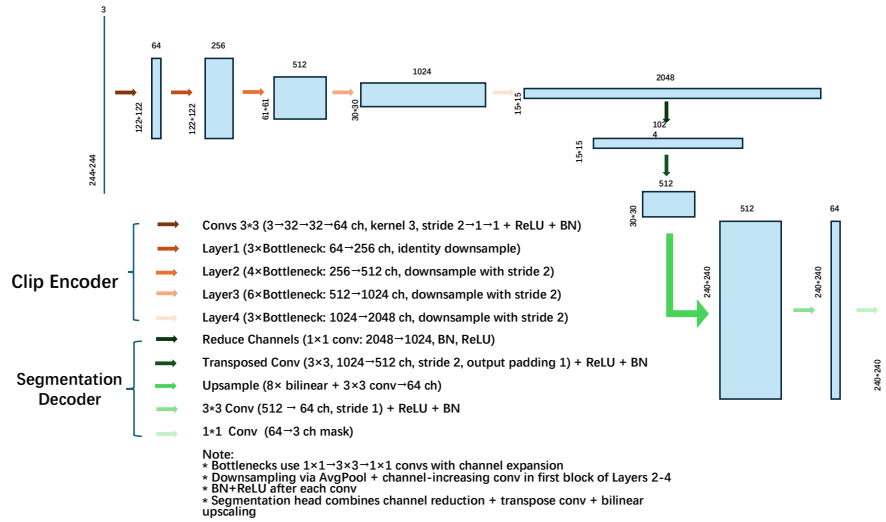 3
64
256
512
1024
2048
244*244
122*122
122*122
61*61
30*30
15*15
102
4
15*15
512
30*30
512
64
240*240
240*240
240*240
Clip Encoder
Convs 3*3 (3→32→32→64 ch, kernel 3, stride 2→1→1 + ReLU + BN)
Layer1 (3×Bottleneck: 64→256 ch, identity downsample)
Layer2 (4×Bottleneck: 256→512 ch, downsample with stride 2)
Layer3 (6×Bottleneck: 512→1024 ch, downsample with stride 2)
Layer4 (3×Bottleneck: 1024→2048 ch, downsample with stride 2)
Segmentation
Decoder
Reduce Channels (1×1 conv: 2048→1024, BN, ReLU)
Transposed Conv (3×3, 1024→512 ch, stride 2, output padding 1) + ReLU + BN
Upsample (8× bilinear + 3×3 conv→64 ch)
3*3 Conv (512 → 64 ch, stride 1) + ReLU + BN
1*1 Conv (64→3 ch mask)
Note:
* Bottlenecks use 1×1→3×3→1×1 convs with channel expansion
* Downsampling via AvgPool + channel-increasing conv in first block of Layers 2-4
* BN+ReLU after each conv
* Segmentation head combines channel reduction + transpose conv + bilinear
upscaling